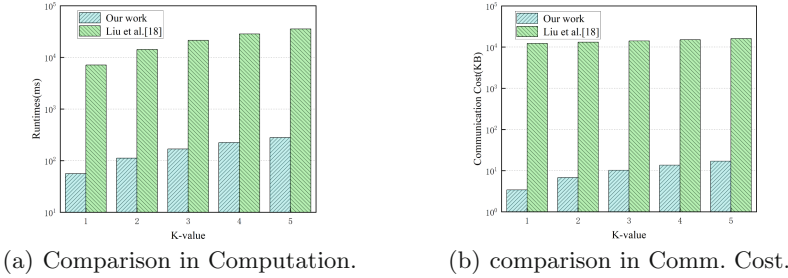 Our work
Liu et al.[18]
10^5
10^4
10^3
10^2
10^1
Runtimes(ms)
1 2 3 4 5
K-value
(a) Comparison in Computation.
Our work
Liu et al.[18]
10^5
10^4
10^3
10^2
10^1
10^0
Communication Cost(KB)
1 2 3 4 5
K-value
(b) comparison in Comm. Cost.